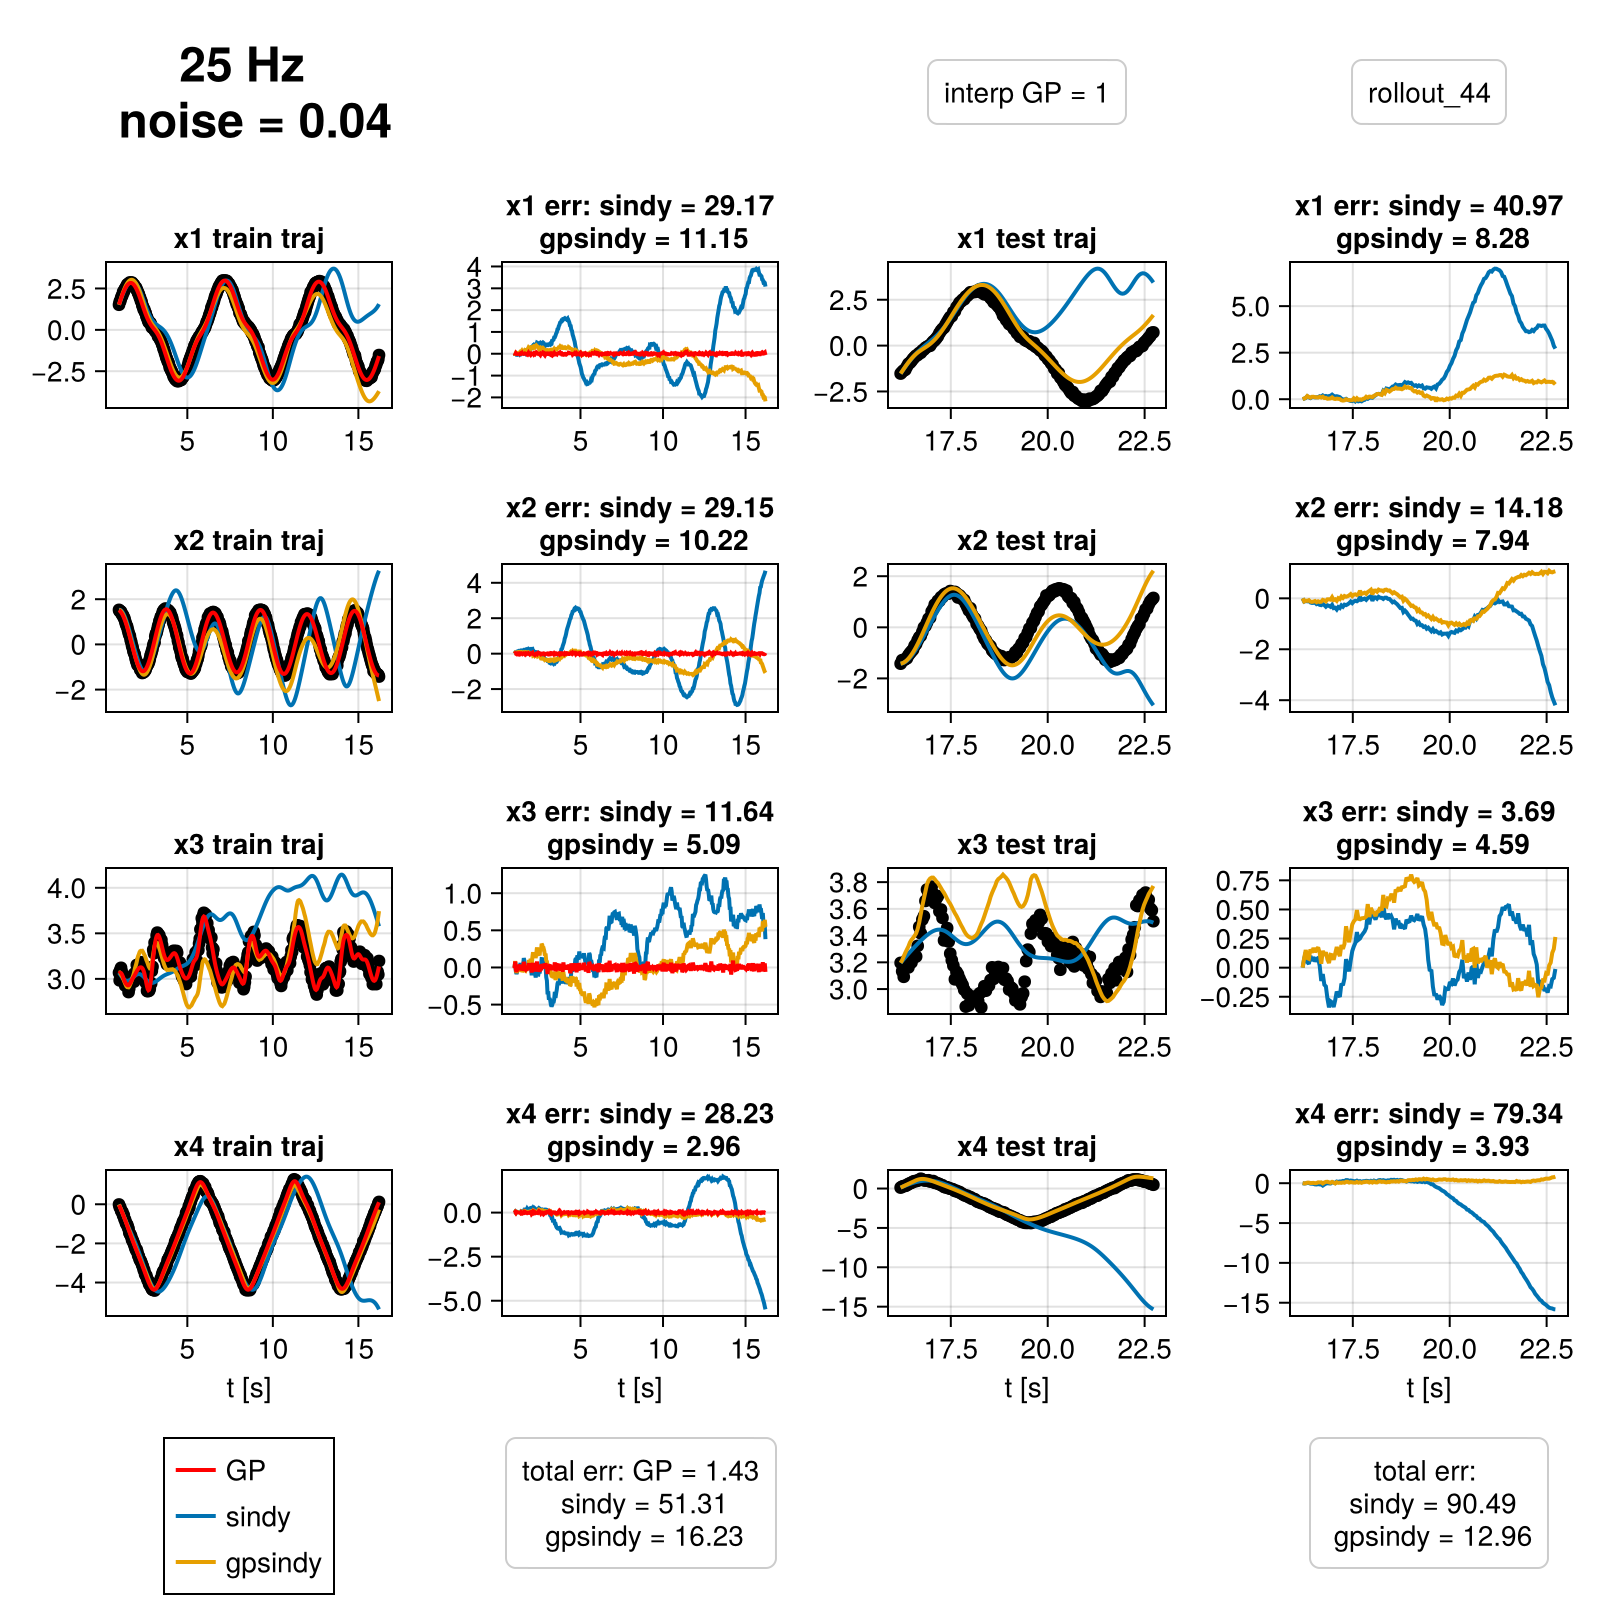 25 Hz
noise = 0.04
interp GP = 1
rollout_44
x1 train traj
2.5
0.0
−2.5
5
10
15
x1 err: sindy = 29.17
gpsindy = 11.15
4
3
2
1
0
−1
−2
5
10
15
x1 test traj
2.5
0.0
−2.5
17.5
20.0
22.5
x1 err: sindy = 40.97
gpsindy = 8.28
5.0
2.5
0.0
17.5
20.0
22.5
x2 train traj
2
0
−2
5
10
15
x2 err: sindy = 29.15
gpsindy = 10.22
4
2
0
−2
5
10
15
x2 test traj
2
0
−2
17.5
20.0
22.5
x2 err: sindy = 14.18
gpsindy = 7.94
0
−2
−4
17.5
20.0
22.5
x3 train traj
4.0
3.5
3.0
5
10
15
x3 err: sindy = 11.64
gpsindy = 5.09
1.0
0.5
0.0
−0.5
5
10
15
x3 test traj
3.8
3.6
3.4
3.2
3.0
17.5
20.0
22.5
x3 err: sindy = 3.69
gpsindy = 4.59
0.75
0.50
0.25
0.00
−0.25
17.5
20.0
22.5
x4 train traj
0
−2
−4
5
10
15
t [s]
x4 err: sindy = 28.23
gpsindy = 2.96
0.0
−2.5
−5.0
5
10
15
t [s]
x4 test traj
0
−5
−10
−15
17.5
20.0
22.5
t [s]
x4 err: sindy = 79.34
gpsindy = 3.93
0
−5
−10
−15
17.5
20.0
22.5
t [s]
GP
sindy
gpsindy
total err: GP = 1.43
sindy = 51.31
gpsindy = 16.23
total err:
sindy = 90.49
gpsindy = 12.96